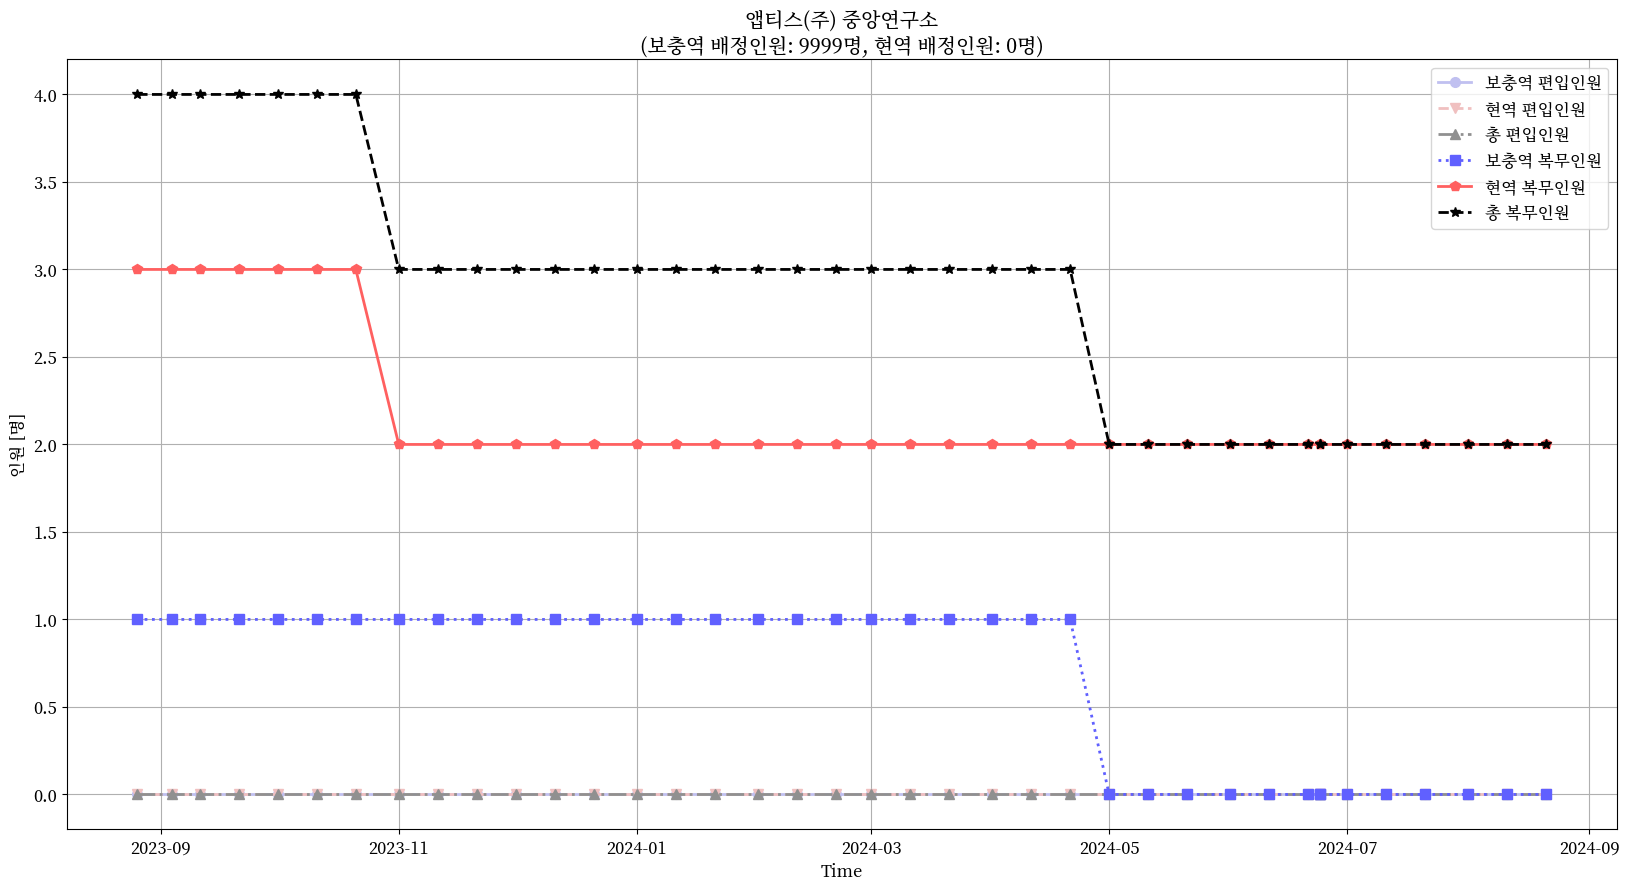 앱티스(주) 중앙연구소
(보충역 배정인원: 9999명, 현역 배정인원: 0명)
보충역 편입인원
현역 편입인원
총 편입인원
보충역 복무인원
현역 복무인원
총 복무인원
인원 [명]
4.0
3.5
3.0
2.5
2.0
1.5
1.0
0.5
0.0
2023-09
2023-11
2024-01
2024-03
2024-05
2024-07
2024-09
Time